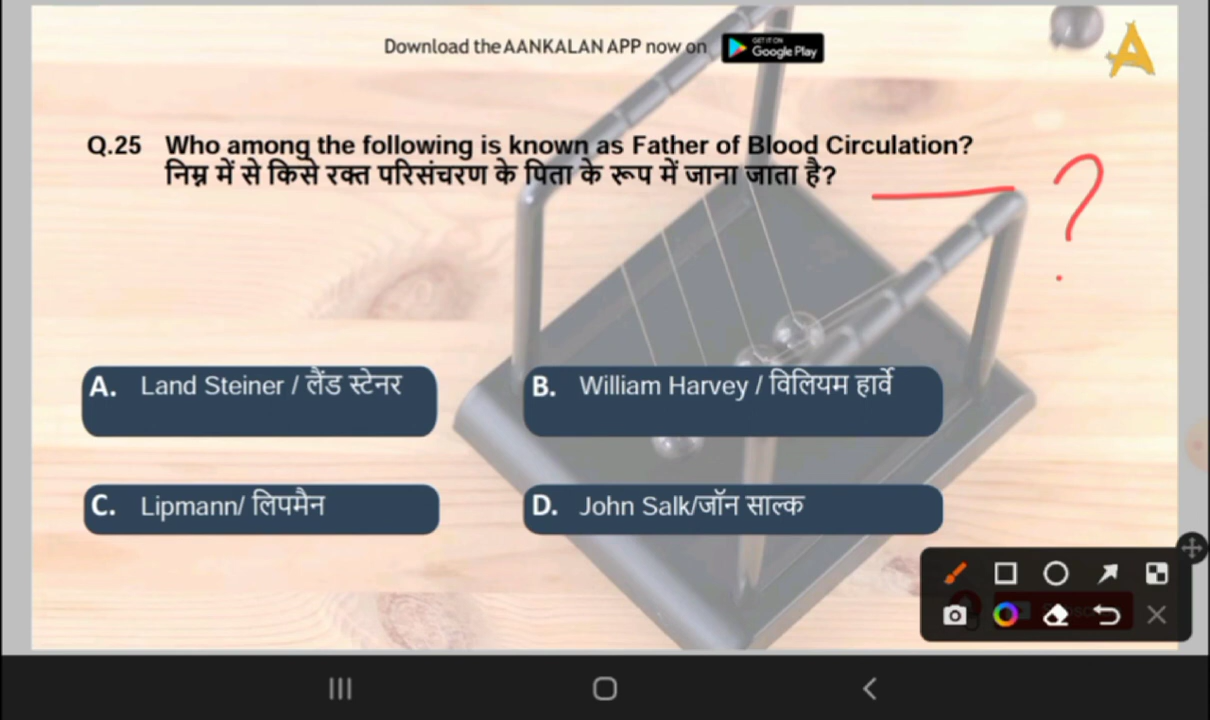 Download the AANKALAN APP now on GET IT ON Google Play
A
Q.25 Who among the following is known as Father of Blood Circulation?
निम्न में से किसे रक्त परिसंचरण के पिता के रूप में जाना जाता है?
?
A. Land Steiner / लैंड स्टेनर
B. William Harvey / विलियम हार्वे
C. Lipmann/ लिपमैन
D. John Salk/जॉन साल्क